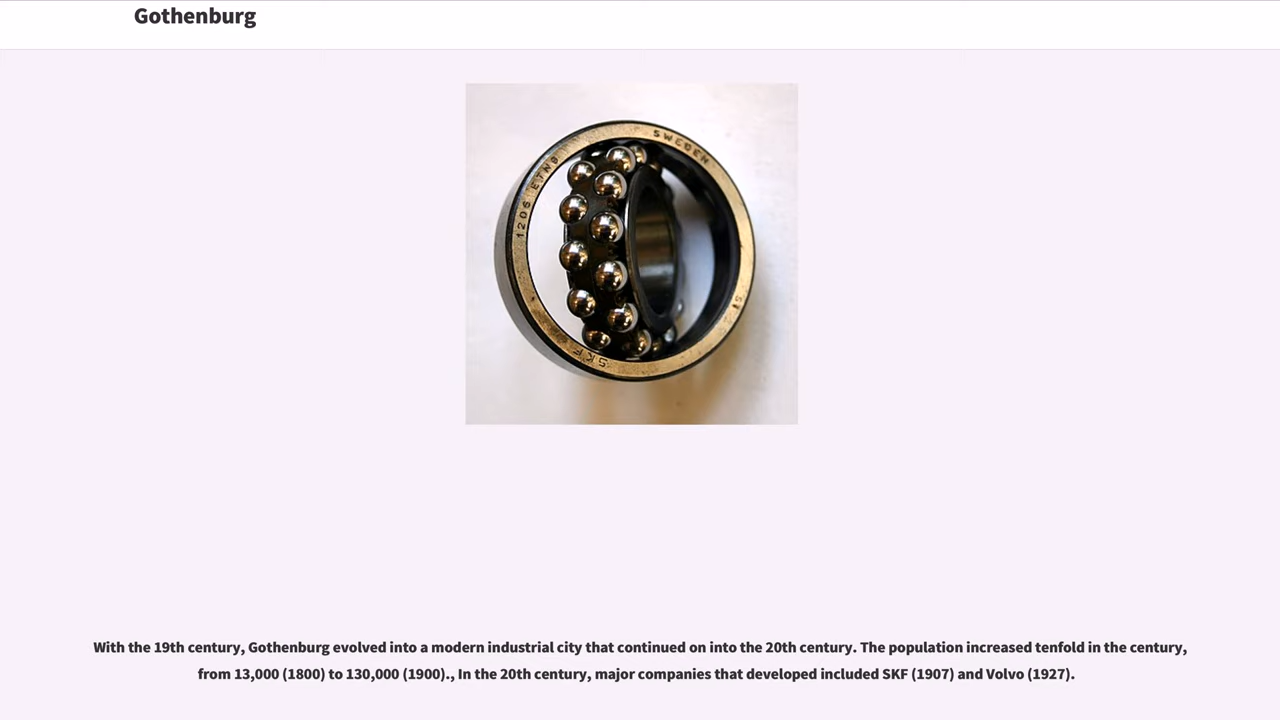 Gothenburg
SWEDEN
1206 ETN9
SKF
With the 19th century, Gothenburg evolved into a modern industrial city that continued on into the 20th century. The population increased tenfold in the century,
from 13,000 (1800) to 130,000 (1900)., In the 20th century, major companies that developed included SKF (1907) and Volvo (1927).